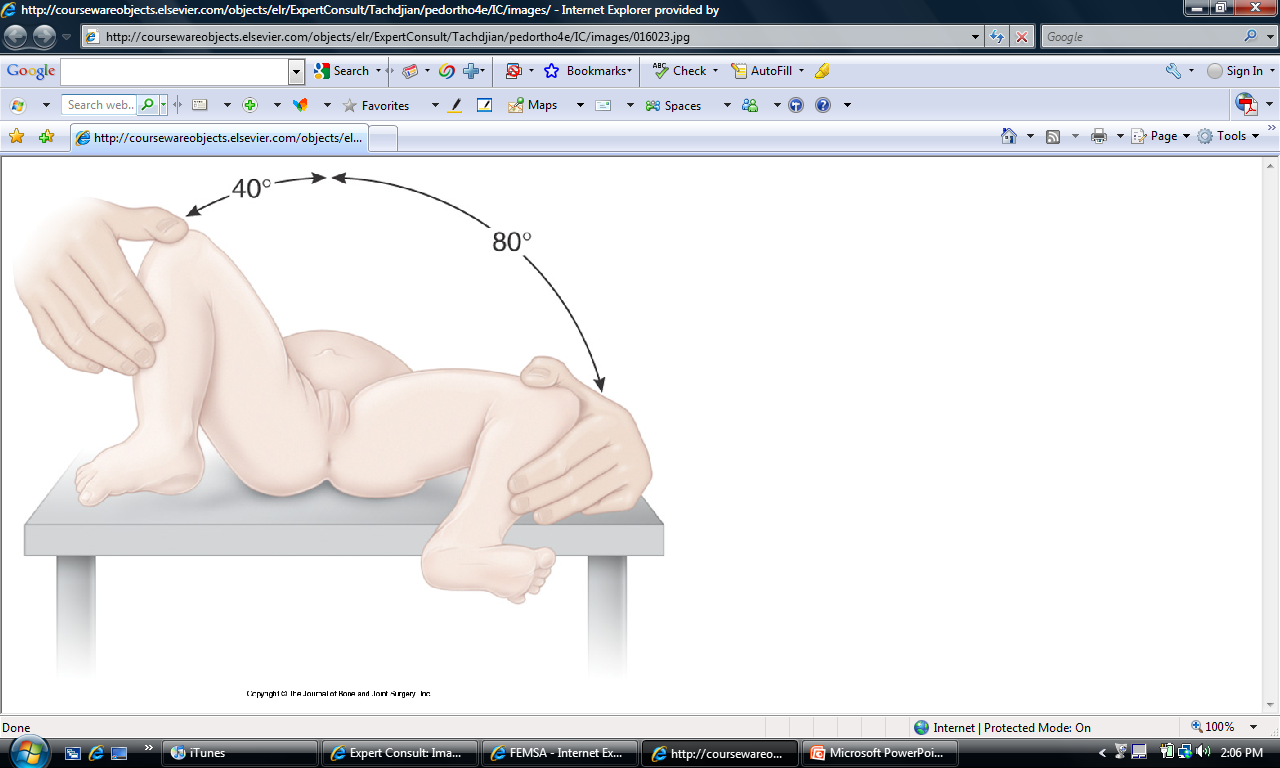 http://coursewareobjects.elsevier.com/objects/elr/ExpertConsult/Tachdjian/pedortho4e/IC/images/ - Internet Explorer provided by
http://coursewareobjects.elsevier.com/objects/elr/ExpertConsult/Tachdjian/pedortho4e/IC/images/016023.jpg Google
Google Search Bookmarks ABC Check AutoFill Sign In
Search web... Favorites Maps Spaces
http://coursewareobjects.elsevier.com/objects/el... Page Tools
40°
80°
Copyright © The Journal of Bone and Joint Surgery, Inc.
Done Internet | Protected Mode: On 100%
iTunes Expert Consult: Ima... FEMSA - Internet Ex... http://coursewareo... Microsoft PowerPoi... 2:06 PM